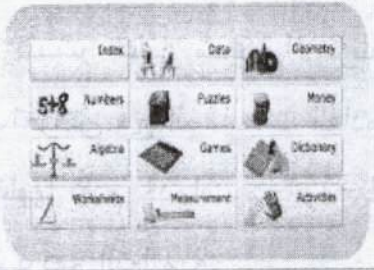 Index Data Geometry
5+8 Numbers Puzzles Money
Algebra Games Dictionary
Worksheets Measurement Activities